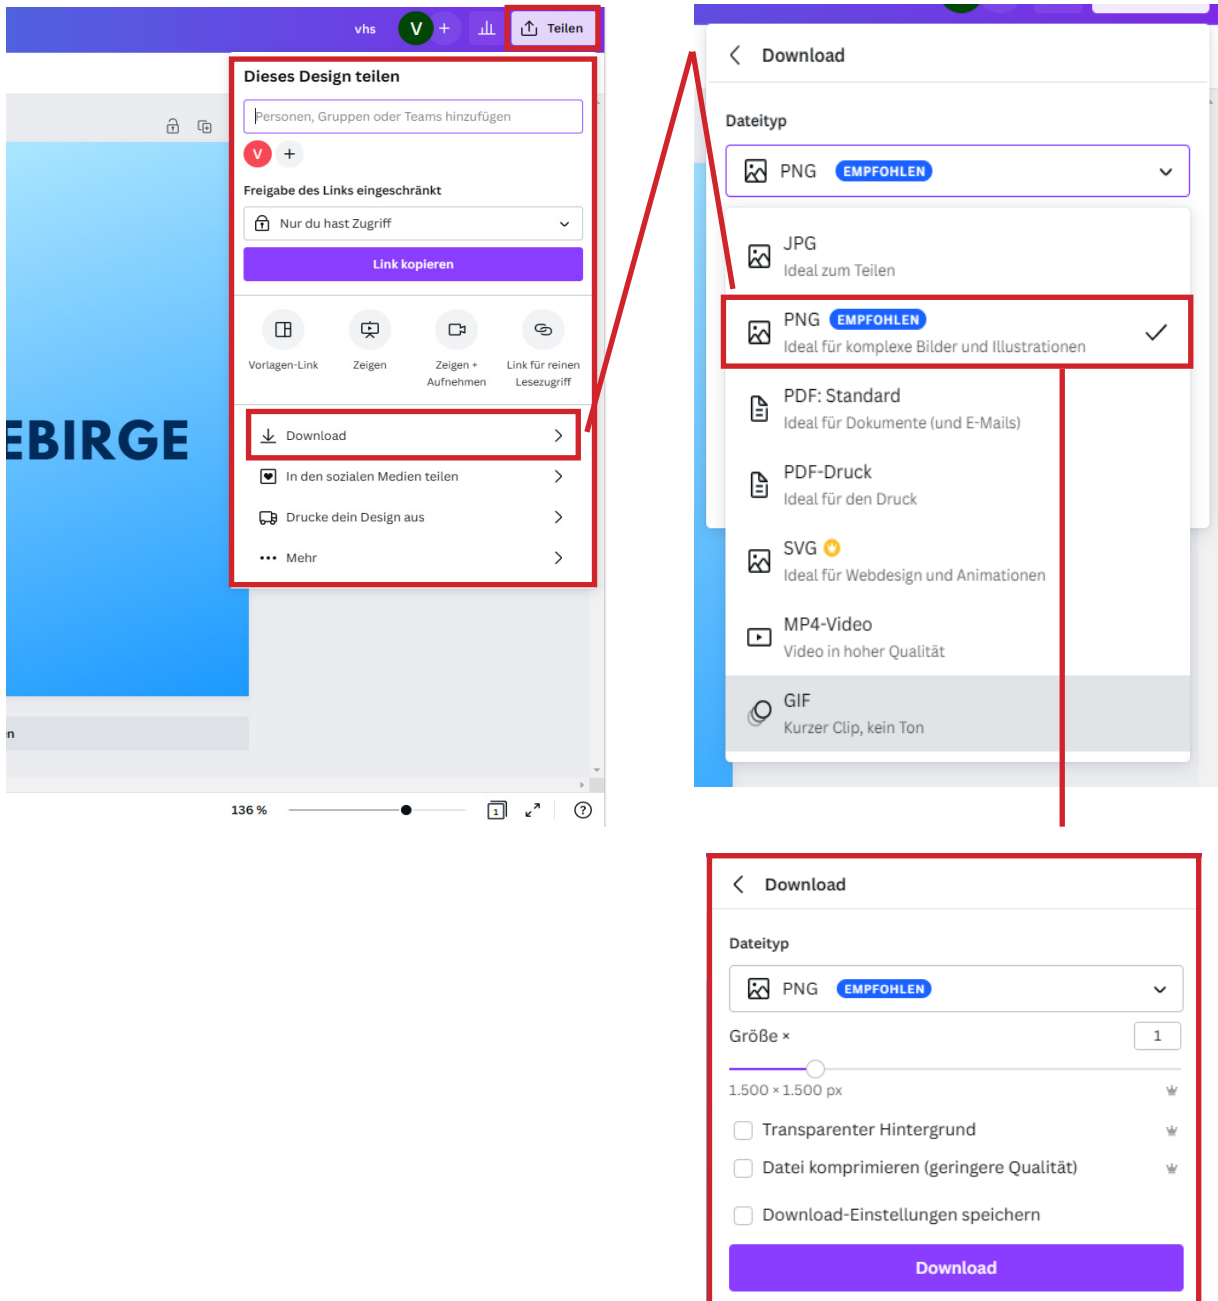 vhs
V
+
Teilen
Dieses Design teilen
Personen, Gruppen oder Teams hinzufügen
V
+
Freigabe des Links eingeschränkt
Nur du hast Zugriff
Link kopieren
Vorlagen-Link
Zeigen
Zeigen +
Aufnehmen
Link für reinen
Lesezugriff
Download
In den sozialen Medien teilen
Drucke dein Design aus
Mehr
EBIRGE
en
136 %
1
?
Download
Dateityp
PNG EMPFOHLEN
JPG
Ideal zum Teilen
PNG EMPFOHLEN
Ideal für komplexe Bilder und Illustrationen
PDF: Standard
Ideal für Dokumente (und E-Mails)
PDF-Druck
Ideal für den Druck
SVG
Ideal für Webdesign und Animationen
MP4-Video
Video in hoher Qualität
GIF
Kurzer Clip, kein Ton
Download
Dateityp
PNG EMPFOHLEN
Größe × 1
1.500 × 1.500 px
Transparenter Hintergrund
Datei komprimieren (geringere Qualität)
Download-Einstellungen speichern
Download